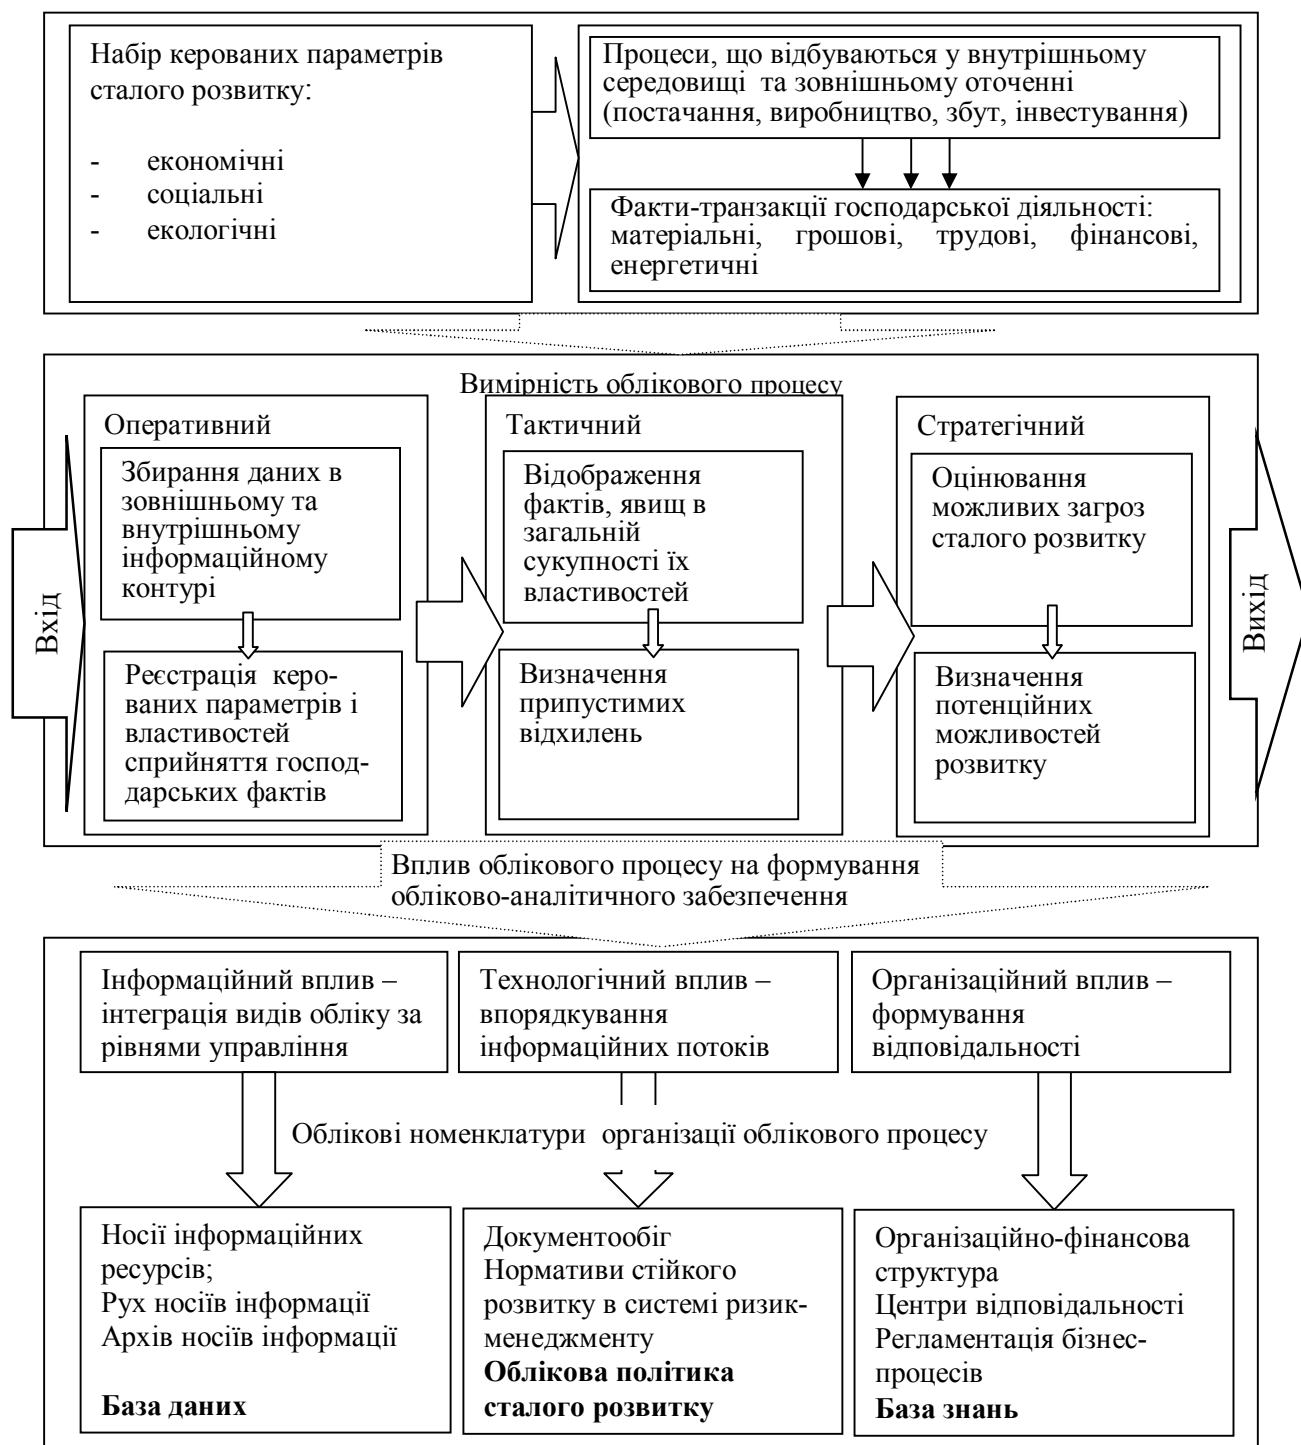 Набір керованих параметрів
сталого розвитку:
- економічні
- соціальні
- екологічні
Процеси, що відбуваються у внутрішньому
середовищі та зовнішньому оточенні
(постачання, виробництво, збут, інвестування)
Факти-транзакції господарської діяльності:
матеріальні, грошові, трудові, фінансові,
енергетичні
Вимірність облікового процесу
Вхід
Оперативний
Збирання даних в
зовнішньому та
внутрішньому
інформаційному
контурі
Реєстрація керо-
ваних параметрів і
властивостей
сприйняття господ-
дарських фактів
Тактичний
Відображення
фактів, явищ в
загальній
сукупності їх
властивостей
Визначення
припустимих
відхилень
Стратегічний
Оцінювання
можливих загроз
сталого розвитку
Визначення
потенційних
можливостей
розвитку
Вихід
Вплив облікового процесу на формування
обліково-аналітичного забезпечення
Інформаційний вплив –
інтеграція видів обліку за
рівнями управління
Технологічний вплив –
впорядкування
інформаційних потоків
Організаційний вплив –
формування
відповідальності
Облікові номенклатури організації облікового процесу
Носії інформаційних
ресурсів;
Рух носіїв інформації
Архів носіїв інформації
База даних
Документообіг
Нормативи стійкого
розвитку в системі ризик-
менеджменту
Облікова політика
сталого розвитку
Організаційно-фінансова
структура
Центри відповідальності
Регламентація бізнес-
процесів
База знань